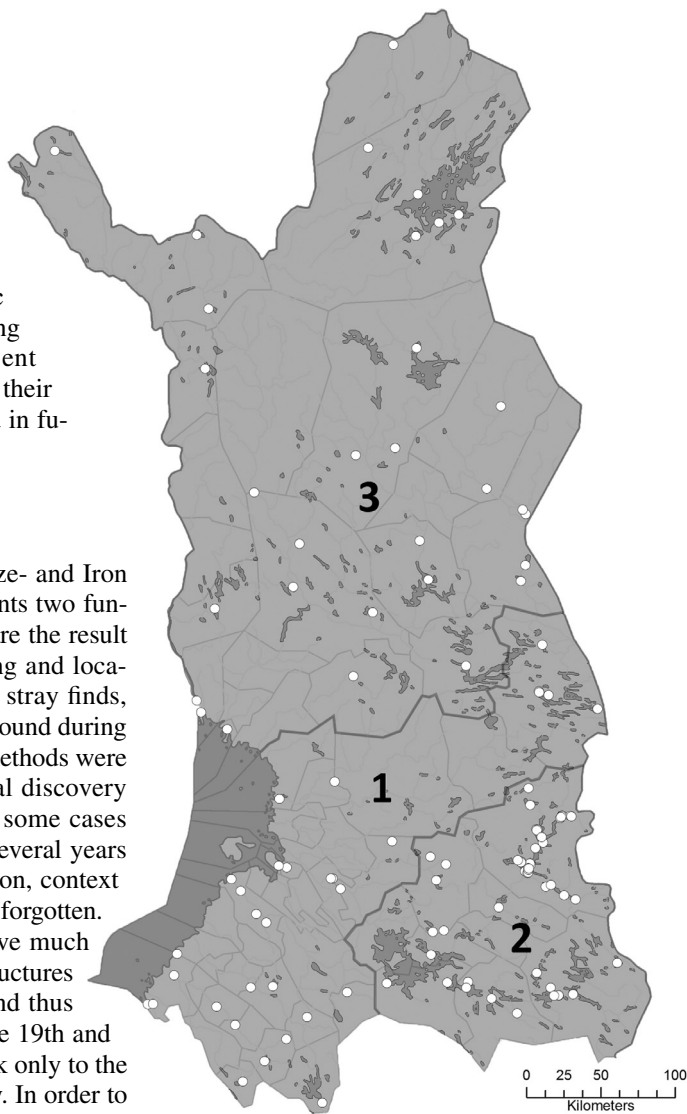 c
ng
ent
their
in fu-
ze- and Iron
nts two fun-
re the result
ng and loca-
stray finds,
ound during
ethods were
al discovery
some cases
everal years
on, context
forgotten.
ve much
uctures
nd thus
e 19th and
k only to the
. In order to
3
1
2
0 25 50 100
Kilometers